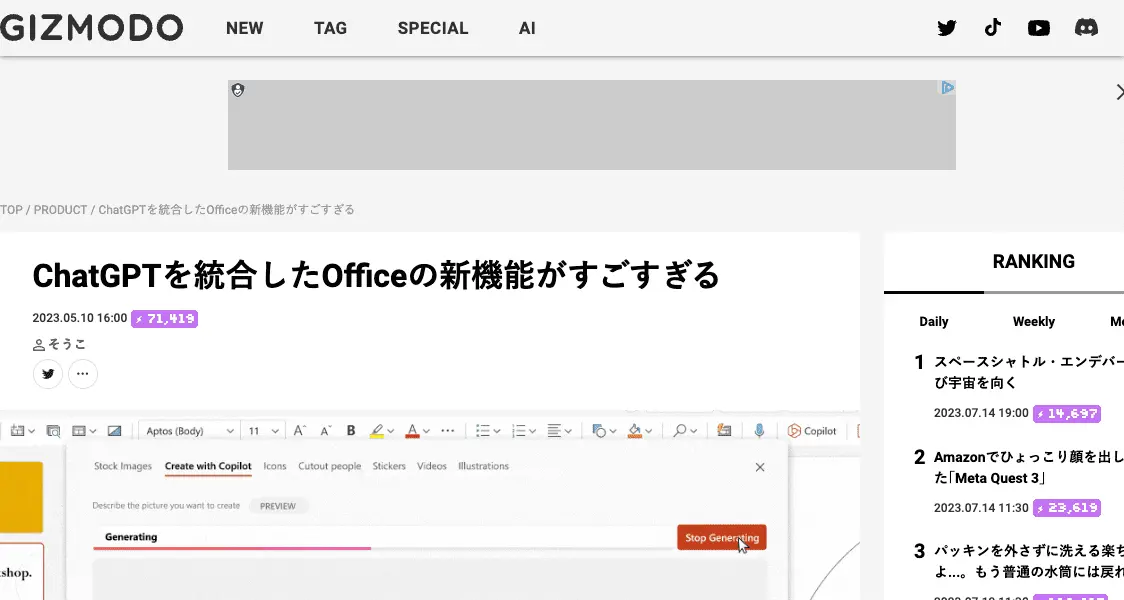 GIZMODO
NEW TAG SPECIAL AI
TOP / PRODUCT / ChatGPTを統合したOfficeの新機能がすごすぎる
ChatGPTを統合したOfficeの新機能がすごすぎる
2023.05.10 16:00 71,419
そうこ
Aptos (Body) 11 A A B A Copilot
Stock Images Create with Copilot Icons Cutout people Stickers Videos Illustrations
Describe the picture you want to create PREVIEW
Generating Stop Generating
shop.
RANKING
Daily Weekly
1 スペースシャトル・エンデバー
び宇宙を向く
2023.07.14 19:00 14,697
2 Amazonでひょっこり顔を出し
た「Meta Quest 3」
2023.07.14 11:30 23,619
3 パッキンを外さずに洗える楽ち
よ…。もう普通の水筒には戻れ